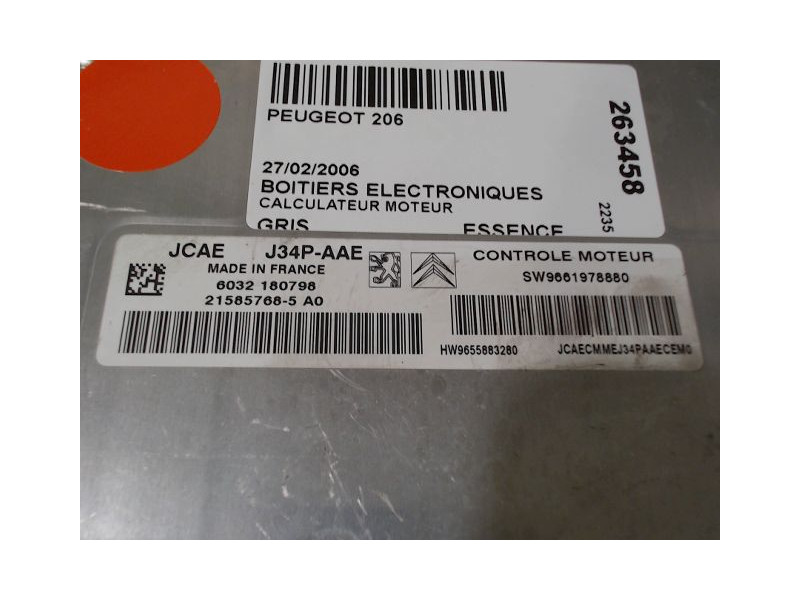 PEUGEOT 206
27/02/2006
BOITIERS ELECTRONIQUES
CALCULATEUR MOTEUR
GRIS ESSENCE
263458
2235
JCAE J34P-AAE
MADE IN FRANCE
6032 180798
21585768-5 A0
CONTROLE MOTEUR
SW9661978880
HW9655883280
JCAECMMEJ34PAAECEM0